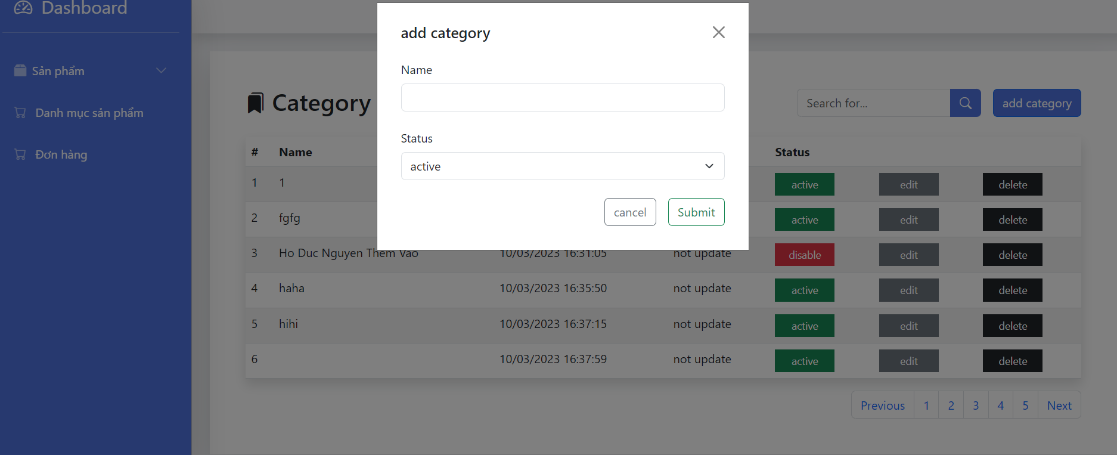 Dashboard
Sản phẩm
Danh mục sản phẩm
Đơn hàng
add category
Name
Status
active
cancel
Submit
Category
Search for...
add category
# Name Status
1 1 active edit delete
2 fgfg active edit delete
3 Ho Duc Nguyen Them Vao 10/03/2023 16:31:05 not update disable edit delete
4 haha 10/03/2023 16:35:50 not update active edit delete
5 hihi 10/03/2023 16:37:15 not update active edit delete
6 10/03/2023 16:37:59 not update active edit delete
Previous 1 2 3 4 5 Next